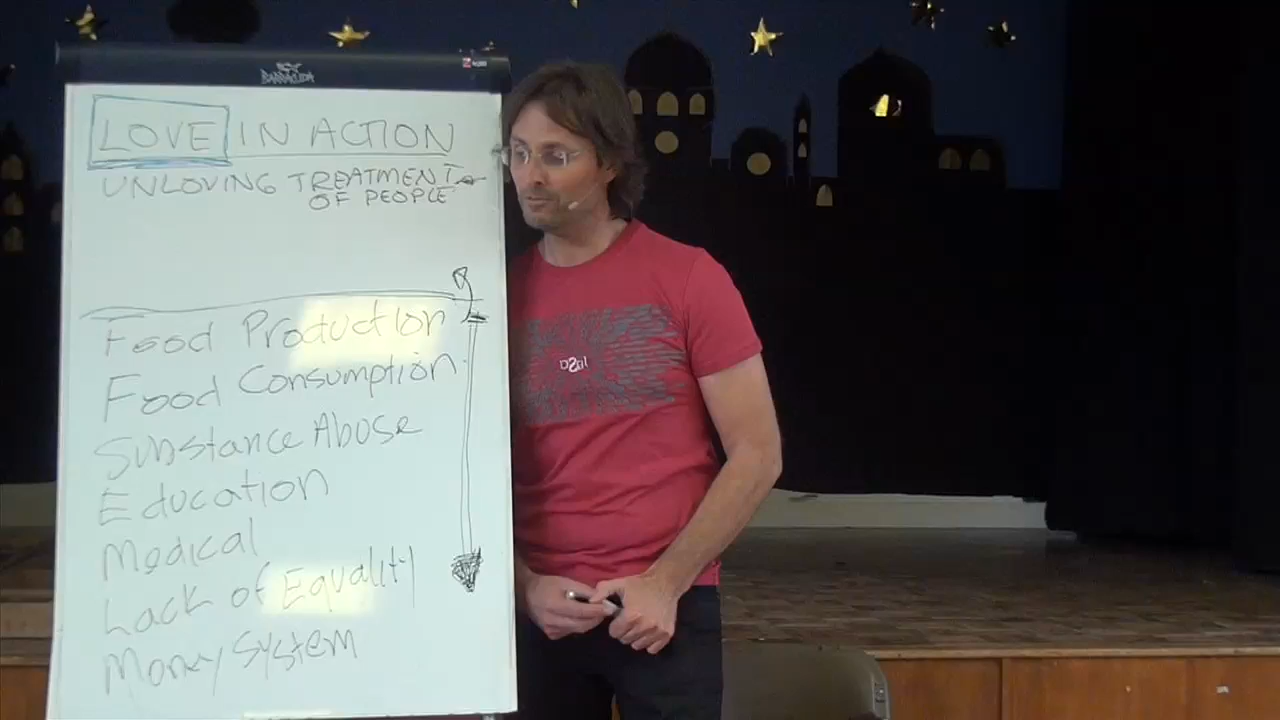 BARRACUDA
LOVE IN ACTION
UNLOVING TREATMENT
OF PEOPLE
Food Production
Food Consumption
Substance Abuse
Education
Medical
Lack of Equality
Money System